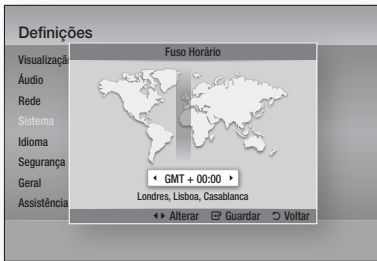 Definições
Fuso Horário
Visualizaçã
Áudio
Rede
Sistema
Idioma
Segurança
Geral
Assistência
GMT + 00:00
Londres, Lisboa, Casablanca
Alterar Guardar Voltar